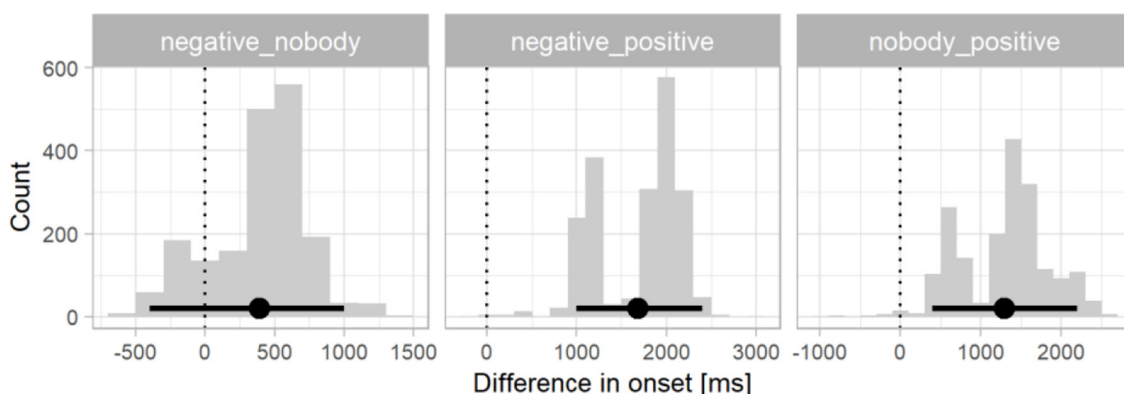 negative_nobody negative_positive nobody_positive
600
400
200
0
Count
-500 0 500 1000 1500 0 1000 2000 3000 -1000 0 1000 2000
Difference in onset [ms]